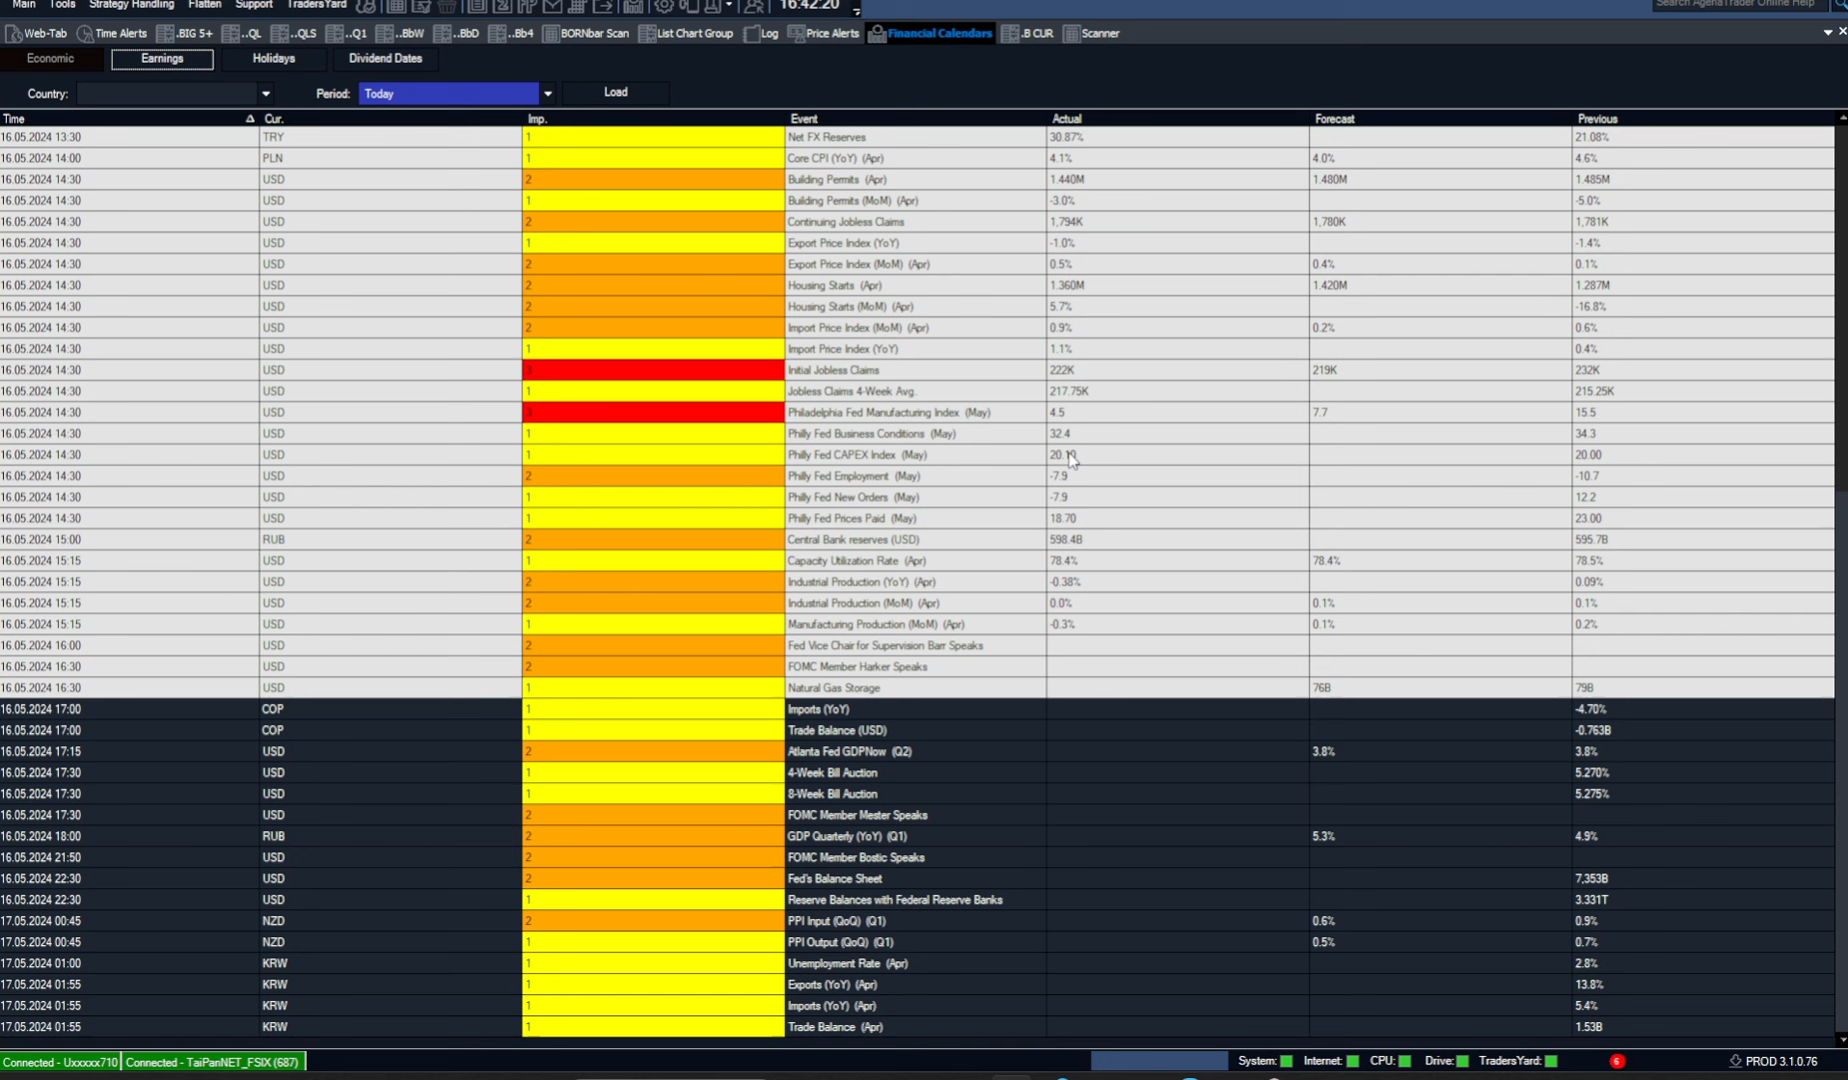 Main Tools Strategy Handling Flatten Support TradersYard 16:42:20 Search AgenaTrader Online Help
Web-Tab Time Alerts .BIG 5+ ..QL ..QLS ..Q1 ..BbW ..BbD ..Bb4 BORNbar Scan List Chart Group Log Price Alerts Financial Calendars .B CUR Scanner
Economic Earnings Holidays Dividend Dates
Country: Period: Today Load
Time Cur. Imp. Event Actual Forecast Previous
16.05.2024 13:30 TRY 1 Net FX Reserves 30.87% 21.08%
16.05.2024 14:00 PLN 1 Core CPI (YoY) (Apr) 4.1% 4.0% 4.6%
16.05.2024 14:30 USD 2 Building Permits (Apr) 1.440M 1.480M 1.485M
16.05.2024 14:30 USD 1 Building Permits (MoM) (Apr) -3.0% -5.0%
16.05.2024 14:30 USD 2 Continuing Jobless Claims 1,794K 1,780K 1,781K
16.05.2024 14:30 USD 1 Export Price Index (YoY) -1.0% -1.4%
16.05.2024 14:30 USD 2 Export Price Index (MoM) (Apr) 0.5% 0.4% 0.1%
16.05.2024 14:30 USD 2 Housing Starts (Apr) 1.360M 1.420M 1.287M
16.05.2024 14:30 USD 2 Housing Starts (MoM) (Apr) 5.7% -16.8%
16.05.2024 14:30 USD 2 Import Price Index (MoM) (Apr) 0.9% 0.2% 0.6%
16.05.2024 14:30 USD 1 Import Price Index (YoY) 1.1% 0.4%
16.05.2024 14:30 USD 3 Initial Jobless Claims 222K 219K 232K
16.05.2024 14:30 USD 1 Jobless Claims 4-Week Avg. 217.75K 215.25K
16.05.2024 14:30 USD 3 Philadelphia Fed Manufacturing Index (May) 4.5 7.7 15.5
16.05.2024 14:30 USD 1 Philly Fed Business Conditions (May) 32.4 34.3
16.05.2024 14:30 USD 1 Philly Fed CAPEX Index (May) 20.10 20.00
16.05.2024 14:30 USD 2 Philly Fed Employment (May) -7.9 -10.7
16.05.2024 14:30 USD 1 Philly Fed New Orders (May) -7.9 12.2
16.05.2024 14:30 USD 1 Philly Fed Prices Paid (May) 18.70 23.00
16.05.2024 15:00 RUB 2 Central Bank reserves (USD) 598.4B 595.7B
16.05.2024 15:15 USD 1 Capacity Utilization Rate (Apr) 78.4% 78.4% 78.5%
16.05.2024 15:15 USD 2 Industrial Production (YoY) (Apr) -0.38% 0.09%
16.05.2024 15:15 USD 2 Industrial Production (MoM) (Apr) 0.0% 0.1% 0.1%
16.05.2024 15:15 USD 1 Manufacturing Production (MoM) (Apr) -0.3% 0.1% 0.2%
16.05.2024 16:00 USD 2 Fed Vice Chair for Supervision Barr Speaks
16.05.2024 16:30 USD 2 FOMC Member Harker Speaks
16.05.2024 16:30 USD 1 Natural Gas Storage 76B 79B
16.05.2024 17:00 COP 1 Imports (YoY) -4.70%
16.05.2024 17:00 COP 1 Trade Balance (USD) -0.763B
16.05.2024 17:15 USD 2 Atlanta Fed GDPNow (Q2) 3.8% 3.8%
16.05.2024 17:30 USD 1 4-Week Bill Auction 5.270%
16.05.2024 17:30 USD 1 8-Week Bill Auction 5.275%
16.05.2024 17:30 USD 2 FOMC Member Mester Speaks
16.05.2024 18:00 RUB 2 GDP Quarterly (YoY) (Q1) 5.3% 4.9%
16.05.2024 21:50 USD 2 FOMC Member Bostic Speaks
16.05.2024 22:30 USD 2 Fed's Balance Sheet 7,353B
16.05.2024 22:30 USD 1 Reserve Balances with Federal Reserve Banks 3.331T
17.05.2024 00:45 NZD 2 PPI Input (QoQ) (Q1) 0.6% 0.9%
17.05.2024 00:45 NZD 1 PPI Output (QoQ) (Q1) 0.5% 0.7%
17.05.2024 01:00 KRW 1 Unemployment Rate (Apr) 2.8%
17.05.2024 01:55 KRW 1 Exports (YoY) (Apr) 13.8%
17.05.2024 01:55 KRW 1 Imports (YoY) (Apr) 5.4%
17.05.2024 01:55 KRW 1 Trade Balance (Apr) 1.53B
Connected - Uxxxxx710 Connected - TaiPanNET_FSIX (687) System: Internet: CPU: Drive: TradersYard: 6 PROD 3.1.0.76